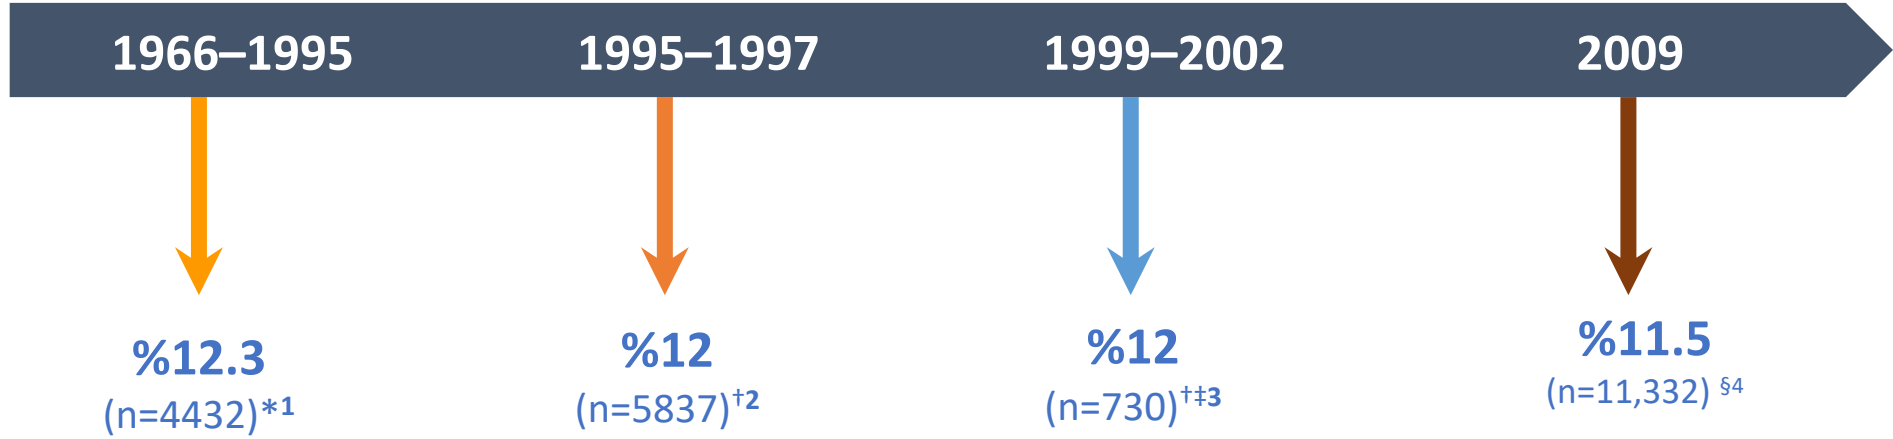 1966–1995
1995–1997
1999–2002
2009
%12.3
(n=4432)*1
%12
(n=5837)†2
%12
(n=730)†‡3
%11.5
(n=11,332) §4